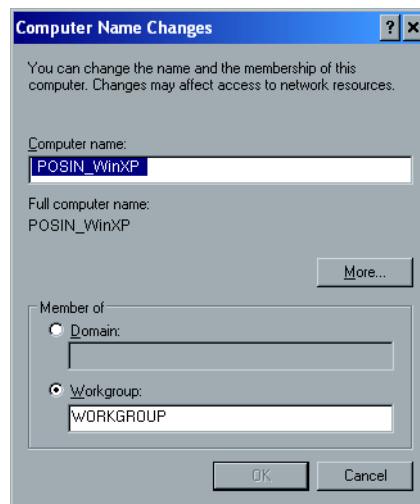 Computer Name Changes
You can change the name and the membership of this
computer. Changes may affect access to network resources.
Computer name:
POSIN_WinXP
Full computer name:
POSIN_WinXP
More...
Member of
Domain:
Workgroup:
WORKGROUP
OK Cancel